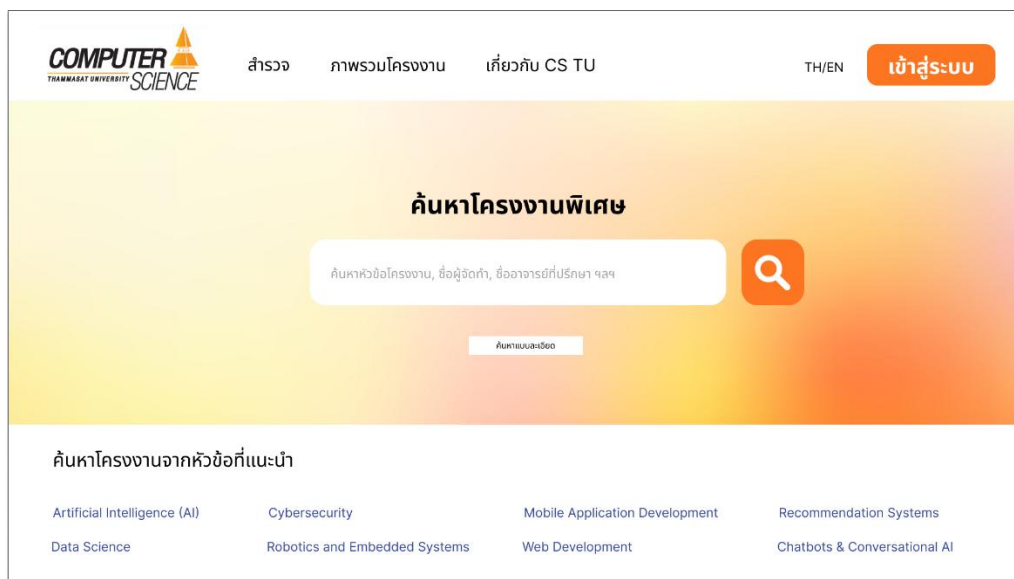 COMPUTER
THAMMASAT UNIVERSITY SCIENCE
สำรวจ ภาพรวมโครงงาน เกี่ยวกับ CS TU TH/EN เข้าสู่ระบบ
ค้นหาโครงงานพิเศษ
ค้นหาหัวข้อโครงงาน, ชื่อผู้จัดทำ, ชื่ออาจารย์ที่ปรึกษา ฯลฯ
ค้นหาแบบละเอียด
ค้นหาโครงงานจากหัวข้อที่แนะนำ
Artificial Intelligence (AI) Cybersecurity Mobile Application Development Recommendation Systems
Data Science Robotics and Embedded Systems Web Development Chatbots & Conversational AI